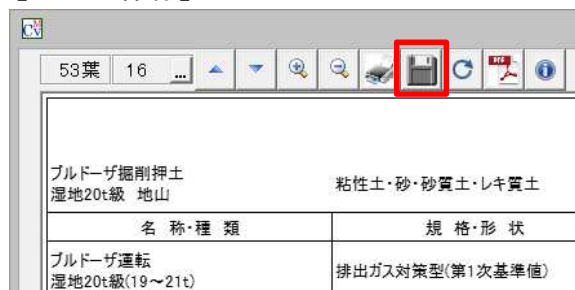 CV
53葉 16 ...
PDF
ブルドーザ掘削押土
湿地20t級 地山 粘性土・砂・砂質土・レキ質土
名 称・種 類 規 格・形 状
ブルドーザ運転
湿地20t級(19～21t) 排出ガス対策型(第1次基準値)